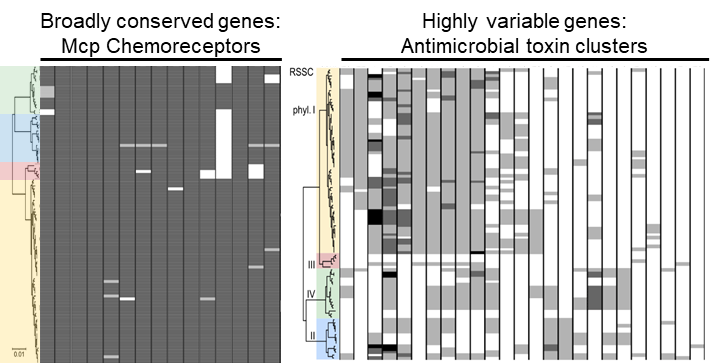 Broadly conserved genes:
Mcp Chemoreceptors
Highly variable genes:
Antimicrobial toxin clusters
RSSC
phyl. I
III
IV
II
0.01